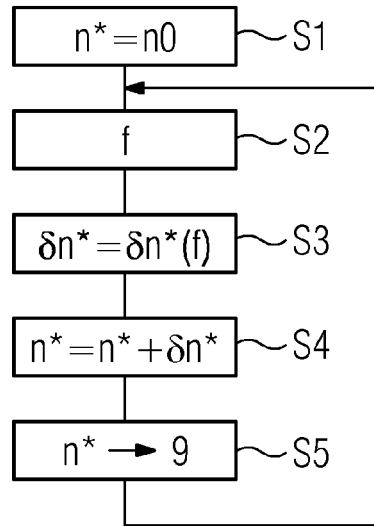 n*=n0 S1
f S2
δn*=δn*(f) S3
n*=n*+δn* S4
n* → 9 S5